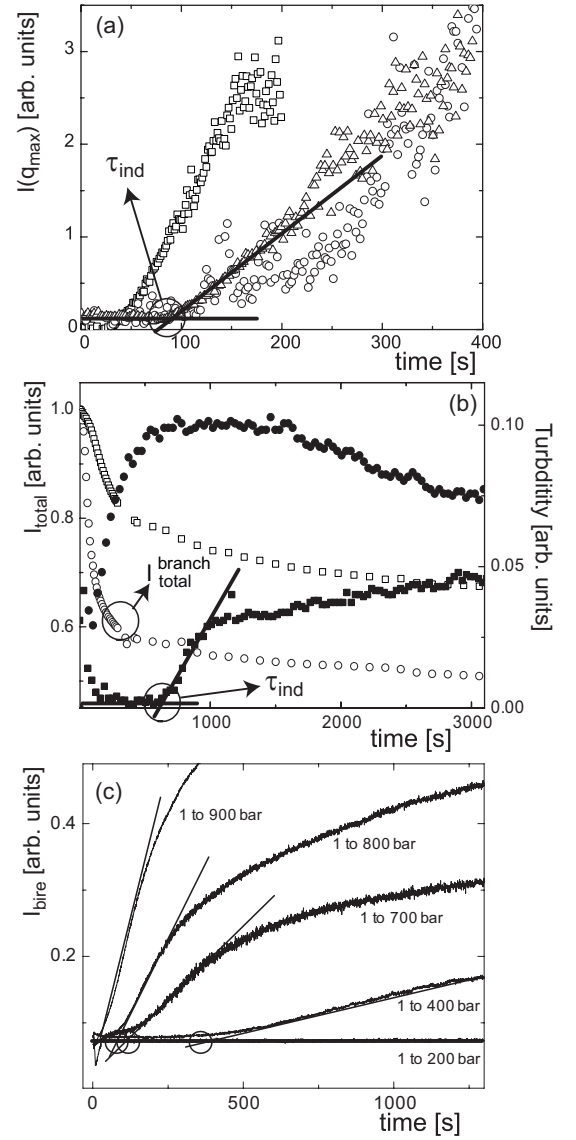 (a)
I(q_max) [arb. units]
3
2
1
0
τ_ind
0 100 200 300 400
time [s]
(b)
I_total [arb. units]
1.0
0.8
0.6
I branch total
τ_ind
0.10
0.05
0.00
Turbditity [arb. units]
1000 2000 3000
time [s]
(c)
I_bire [arb. units]
0.4
0.2
1 to 900 bar
1 to 800 bar
1 to 700 bar
1 to 400 bar
1 to 200 bar
0 500 1000
time [s]